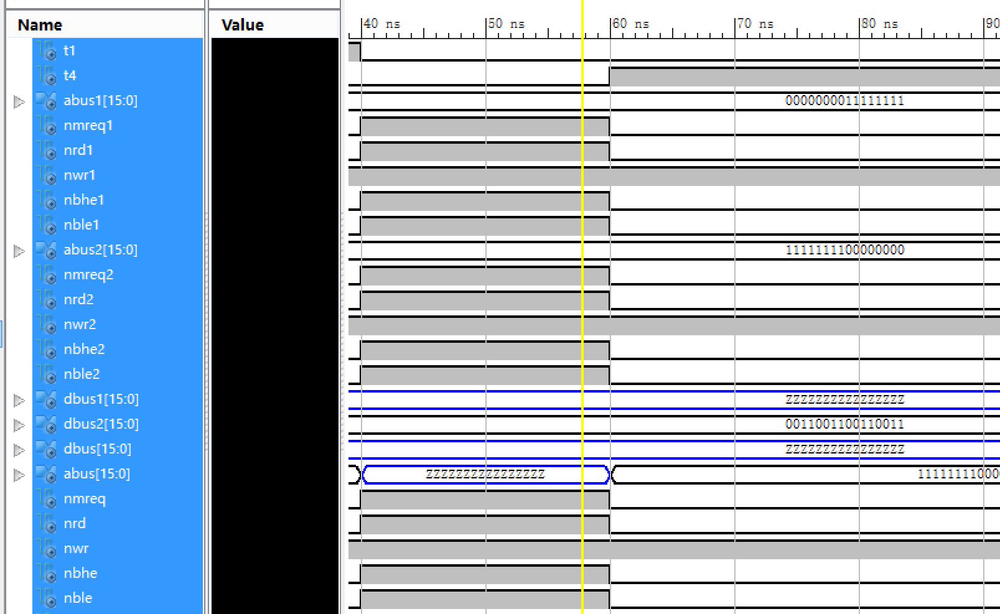 Name Value 40 ns 50 ns 60 ns 70 ns 80 ns 90
t1
t4
abus1[15:0] 0000000011111111
nmreq1
nrd1
nwr1
nbhe1
nble1
abus2[15:0] 1111111100000000
nmreq2
nrd2
nwr2
nbhe2
nble2
dbus1[15:0] ZZZZZZZZZZZZZZZZ
dbus2[15:0] 0011001100110011
dbus[15:0] ZZZZZZZZZZZZZZZZ
abus[15:0] ZZZZZZZZZZZZZZZZ 11111111000
nmreq
nrd
nwr
nbhe
nble